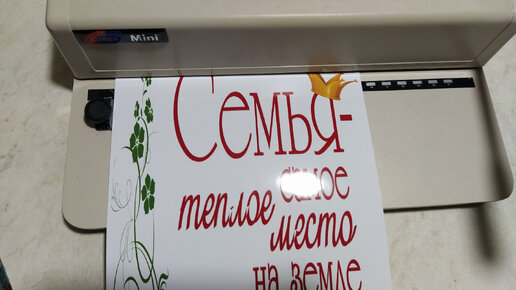 Mini
Семья-
самое
теплое
место
на земле